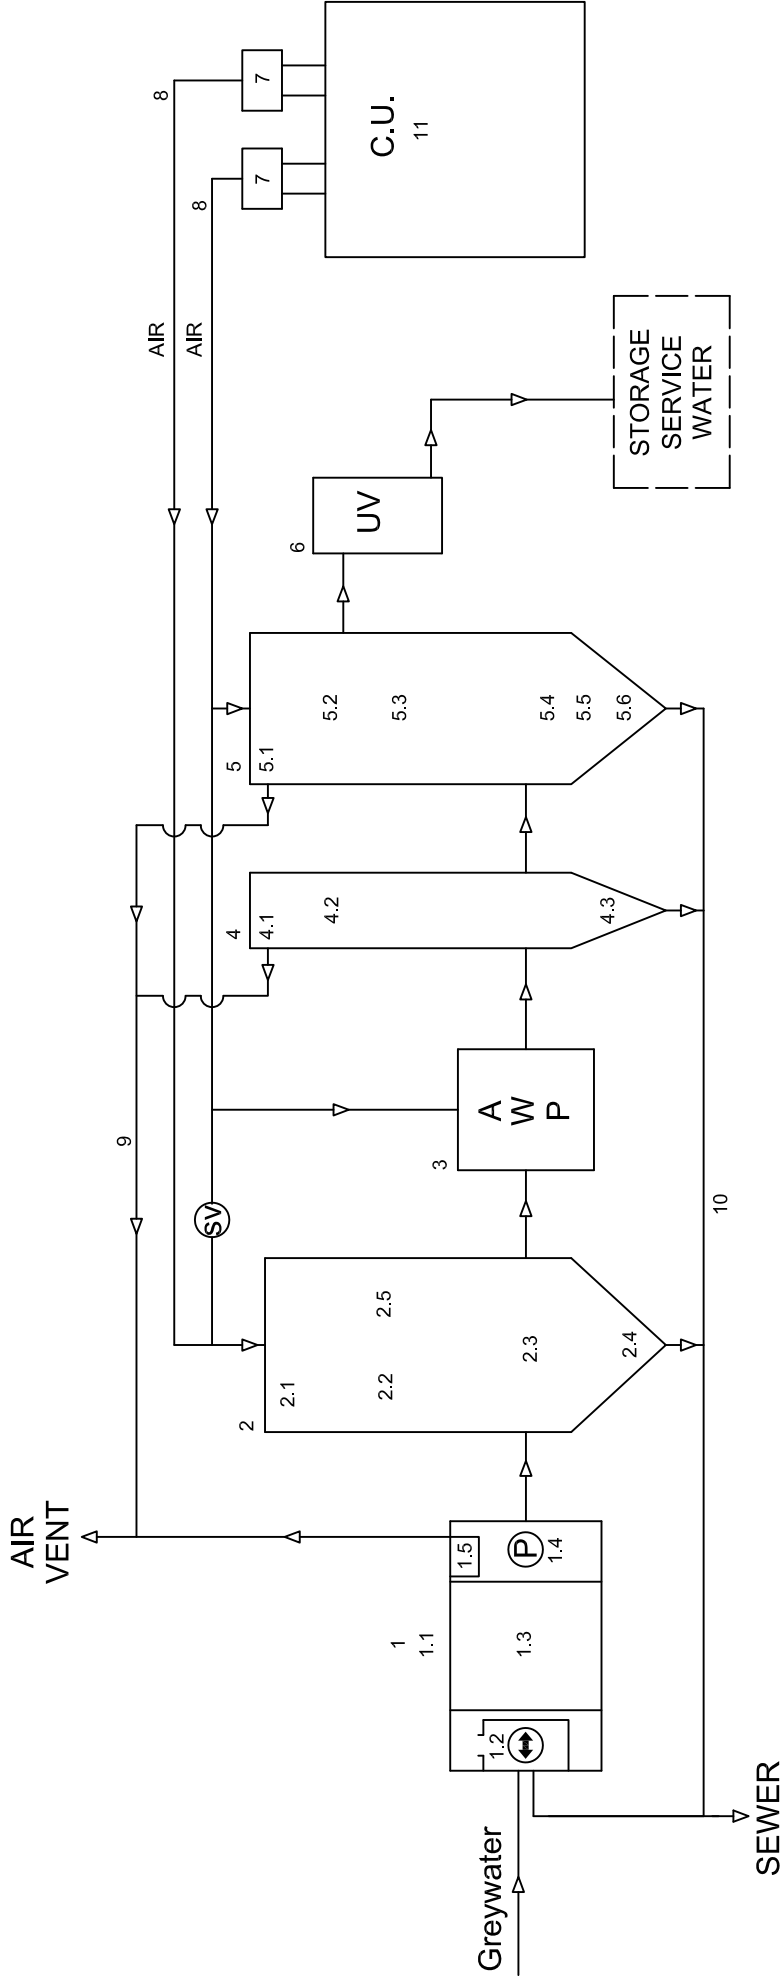 Greywater
SEWER
AIR
VENT
1
1.1
1.2
1.3
1.4
1.5
P
2
2.1
2.2
2.3
2.4
2.5
SV
3
A
W
P
4
4.1
4.2
4.3
5
5.1
5.2
5.3
5.4
5.5
5.6
6
UV
STORAGE
SERVICE
WATER
7
7
8
8
AIR
AIR
9
10
C.U.
11